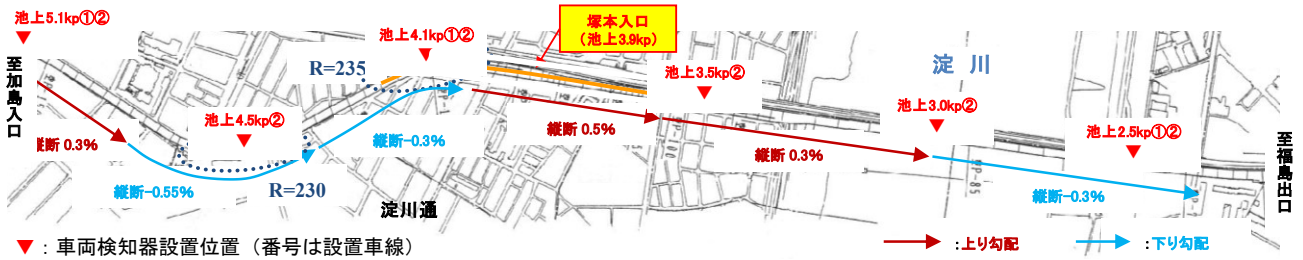 池上5.1kp①②
池上4.1kp①②
塚本入口
（池上3.9kp）
至加島入口
R=235
池上4.5kp②
池上3.5kp②
淀 川
池上3.0kp②
池上2.5kp①②
至福島出口
縦断 0.3%
縦断-0.55%
R=230
縦断-0.3%
淀川通
縦断 0.5%
縦断 0.3%
縦断-0.3%
▼：車両検知器設置位置（番号は設置車線）
：上り勾配
：下り勾配